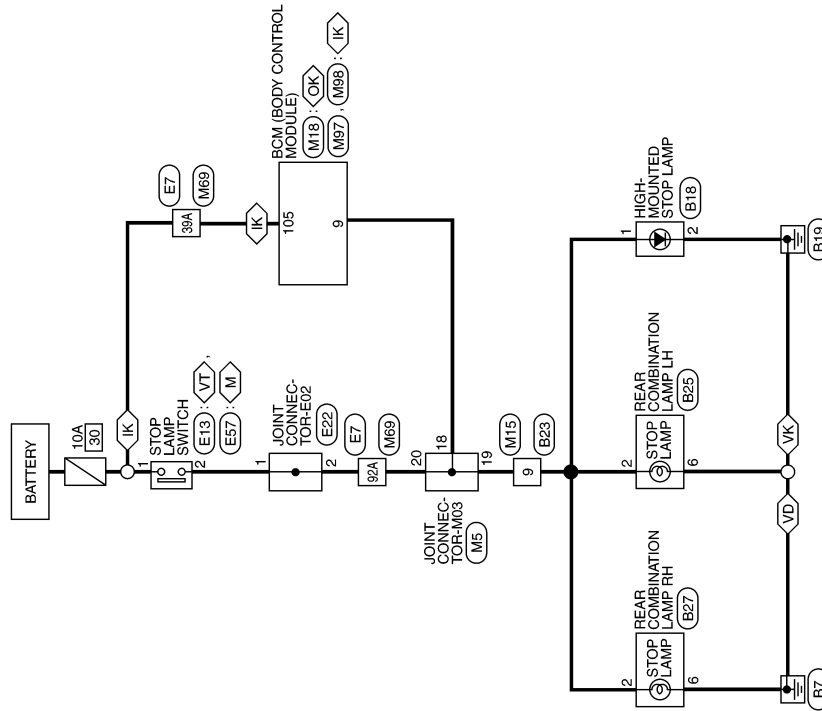 BATTERY
10A
30
IK
1
STOP
LAMP
SWITCH
E13 : VT ,
E57 : M
2
E7
M69
39A
IK
105
9
BCM (BODY CONTROL
MODULE)
M18 : OK
M97 , M98 : IK
1
JOINT
CONNEC-
TOR-E02
E22
2
E7
M69
92A
20
18
19
JOINT
CONNEC-
TOR-M03
M5
M15
B23
9
2
STOP
LAMP
6
REAR
COMBINATION
LAMP RH
B27
2
STOP
LAMP
6
REAR
COMBINATION
LAMP LH
B25
1
2
HIGH-
MOUNTED
STOP LAMP
B18
VD
VK
B7
B19